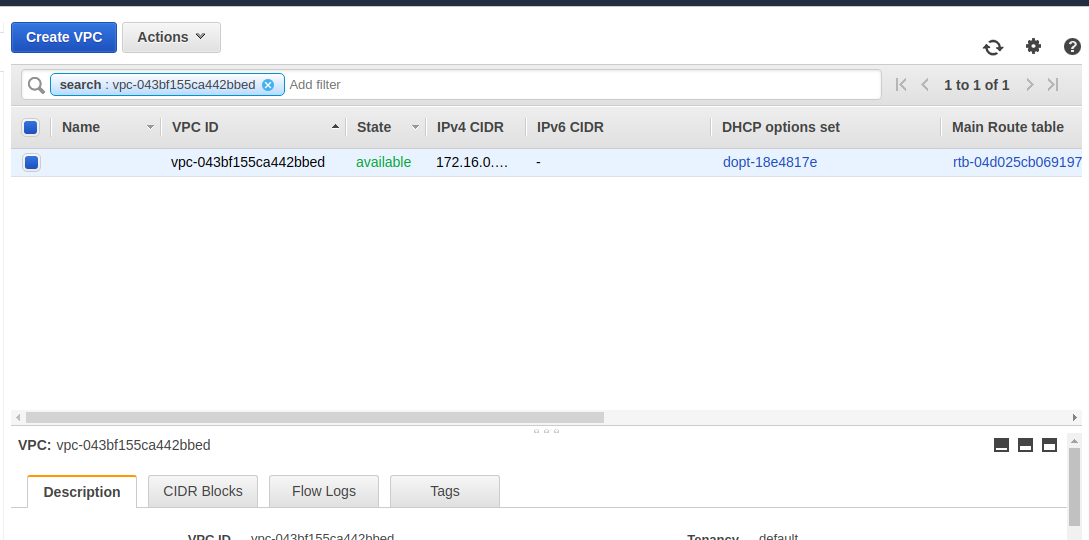 Create VPC Actions
search : vpc-043bf155ca442bbed Add filter 1 to 1 of 1
Name VPC ID State IPv4 CIDR IPv6 CIDR DHCP options set Main Route table
vpc-043bf155ca442bbed available 172.16.0.… - dopt-18e4817e rtb-04d025cb069197
VPC: vpc-043bf155ca442bbed
Description CIDR Blocks Flow Logs Tags
VPC ID vpc-043bf155ca442bbed Tenancy default